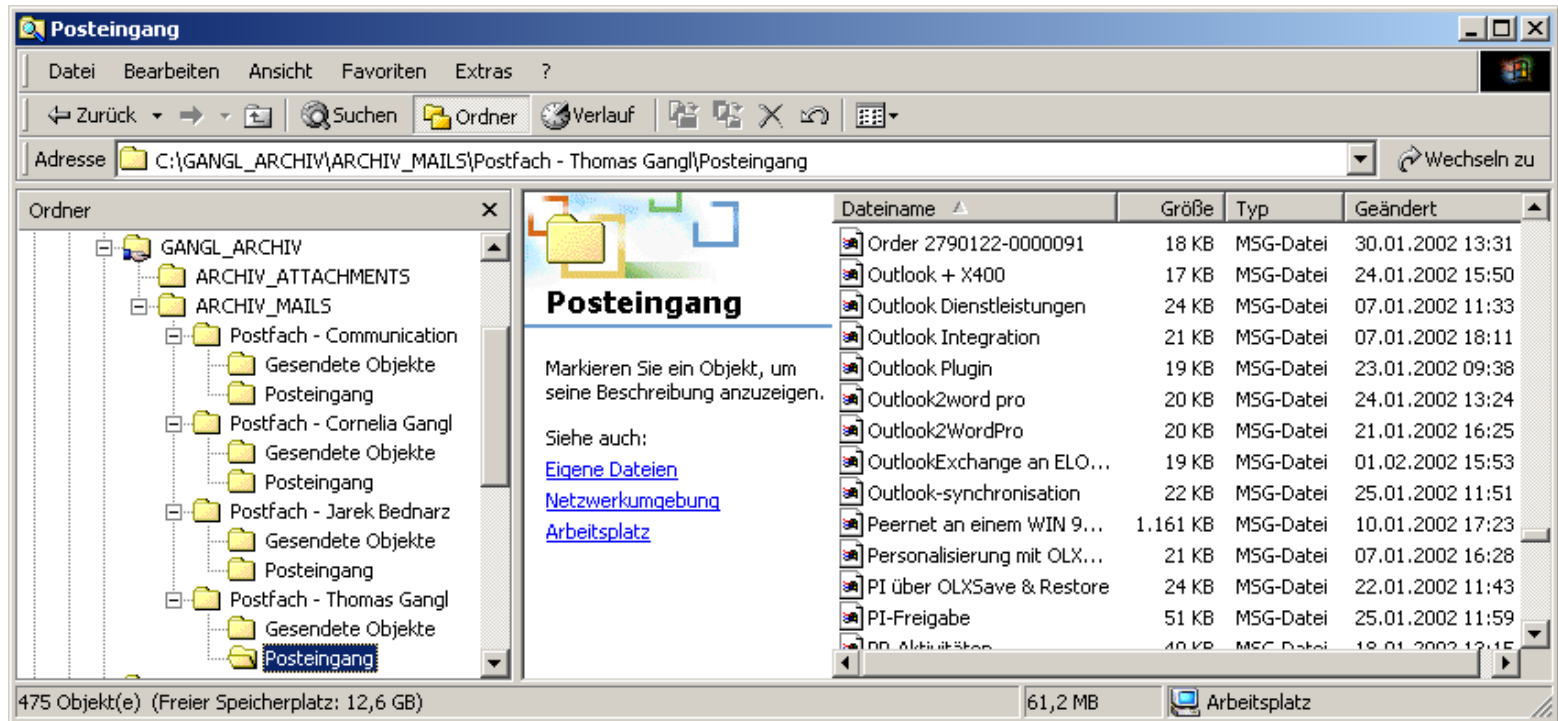 Posteingang
Datei Bearbeiten Ansicht Favoriten Extras ?
Zurück Suchen Ordner Verlauf
Adresse C:\GANGL_ARCHIV\ARCHIV_MAILS\Postfach - Thomas Gangl\Posteingang Wechseln zu
Ordner
GANGL_ARCHIV
ARCHIV_ATTACHMENTS
ARCHIV_MAILS
Postfach - Communication
Gesendete Objekte
Posteingang
Postfach - Cornelia Gangl
Gesendete Objekte
Posteingang
Postfach - Jarek Bednarz
Gesendete Objekte
Posteingang
Postfach - Thomas Gangl
Gesendete Objekte
Posteingang
Posteingang
Markieren Sie ein Objekt, um
seine Beschreibung anzuzeigen.
Siehe auch:
Eigene Dateien
Netzwerkumgebung
Arbeitsplatz
Dateiname Größe Typ Geändert
Order 2790122-0000091 18 KB MSG-Datei 30.01.2002 13:31
Outlook + X400 17 KB MSG-Datei 24.01.2002 15:50
Outlook Dienstleistungen 24 KB MSG-Datei 07.01.2002 11:33
Outlook Integration 21 KB MSG-Datei 07.01.2002 18:11
Outlook Plugin 19 KB MSG-Datei 23.01.2002 09:38
Outlook2word pro 20 KB MSG-Datei 24.01.2002 13:24
Outlook2WordPro 20 KB MSG-Datei 21.01.2002 16:25
OutlookExchange an ELO... 19 KB MSG-Datei 01.02.2002 15:53
Outlook-synchronisation 22 KB MSG-Datei 25.01.2002 11:51
Peernet an einem WIN 9... 1.161 KB MSG-Datei 10.01.2002 17:23
Personalisierung mit OLX... 21 KB MSG-Datei 07.01.2002 16:28
PI über OLXSave & Restore 24 KB MSG-Datei 22.01.2002 11:43
PI-Freigabe 51 KB MSG-Datei 25.01.2002 11:59
PR-Aktivitäten 40 KB MSG-Datei 18.01.2002 13:15
475 Objekt(e) (Freier Speicherplatz: 12,6 GB) 61,2 MB Arbeitsplatz